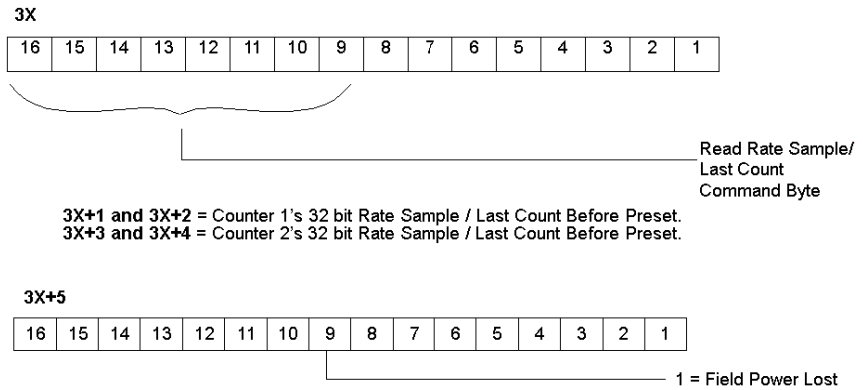 3X
16 15 14 13 12 11 10 9 8 7 6 5 4 3 2 1
Read Rate Sample/
Last Count
Command Byte
3X+1 and 3X+2 = Counter 1's 32 bit Rate Sample / Last Count Before Preset.
3X+3 and 3X+4 = Counter 2's 32 bit Rate Sample / Last Count Before Preset.
3X+5
16 15 14 13 12 11 10 9 8 7 6 5 4 3 2 1
1 = Field Power Lost